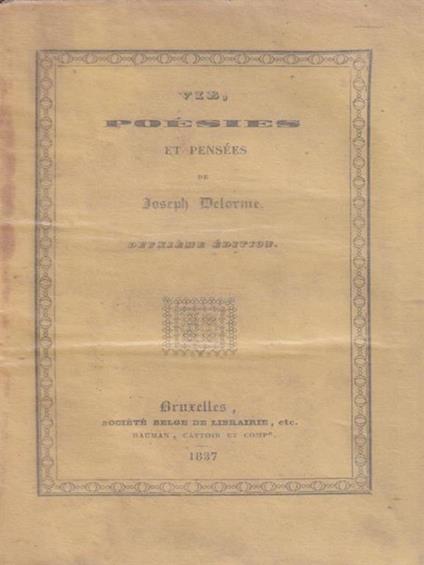 VIE,
POÉSIES
ET PENSÉES
DE
Joseph Delorme.
DEUXIÈME ÉDITION.
Bruxelles,
SOCIÉTÉ BELGE DE LIBRAIRIE, etc.
HAUMAN, CATTOIR ET COMPe.
1837